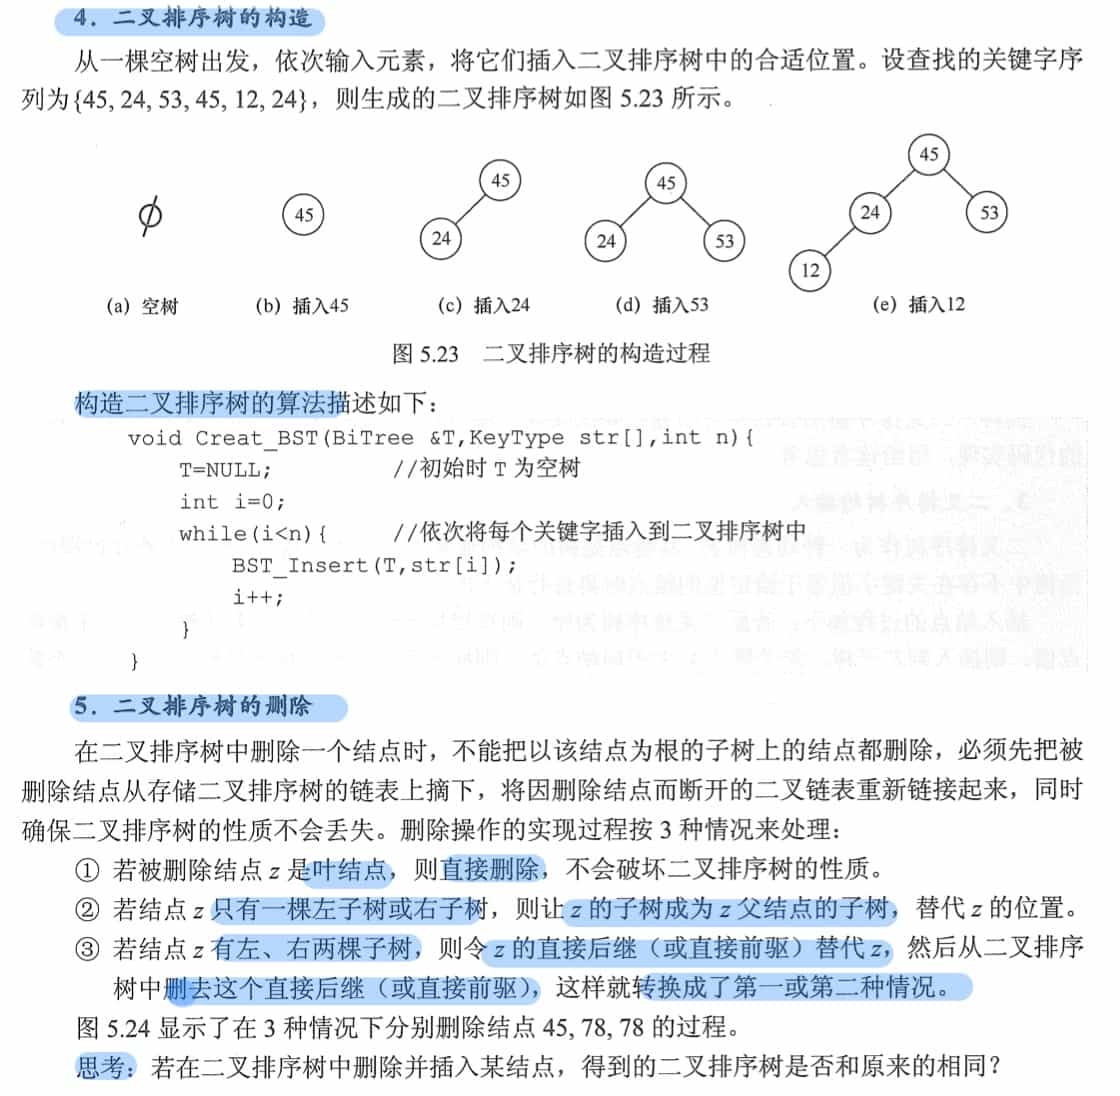 4．二叉排序树的构造
从一棵空树出发，依次输入元素，将它们插入二叉排序树中的合适位置。设查找的关键字序
列为{45, 24, 53, 45, 12, 24}，则生成的二叉排序树如图 5.23 所示。
ϕ
45
45
24
45
24
53
45
24
53
12
(a) 空树
(b) 插入45
(c) 插入24
(d) 插入53
(e) 插入12
图 5.23 二叉排序树的构造过程
构造二叉排序树的算法描述如下：
void Creat_BST(BiTree &T,KeyType str[],int n){
T=NULL; //初始时 T 为空树
int i=0;
while(i<n){ //依次将每个关键字插入到二叉排序树中
BST_Insert(T,str[i]);
i++;
}
}
5．二叉排序树的删除
在二叉排序树中删除一个结点时，不能把以该结点为根的子树上的结点都删除，必须先把被
删除结点从存储二叉排序树的链表上摘下，将因删除结点而断开的二叉链表重新链接起来，同时
确保二叉排序树的性质不会丢失。删除操作的实现过程按 3 种情况来处理：
① 若被删除结点 z 是叶结点，则直接删除，不会破坏二叉排序树的性质。
② 若结点 z 只有一棵左子树或右子树，则让 z 的子树成为 z 父结点的子树，替代 z 的位置。
③ 若结点 z 有左、右两棵子树，则令 z 的直接后继（或直接前驱）替代 z，然后从二叉排序
树中删去这个直接后继（或直接前驱），这样就转换成了第一或第二种情况。
图 5.24 显示了在 3 种情况下分别删除结点 45, 78, 78 的过程。
思考：若在二叉排序树中删除并插入某结点，得到的二叉排序树是否和原来的相同？